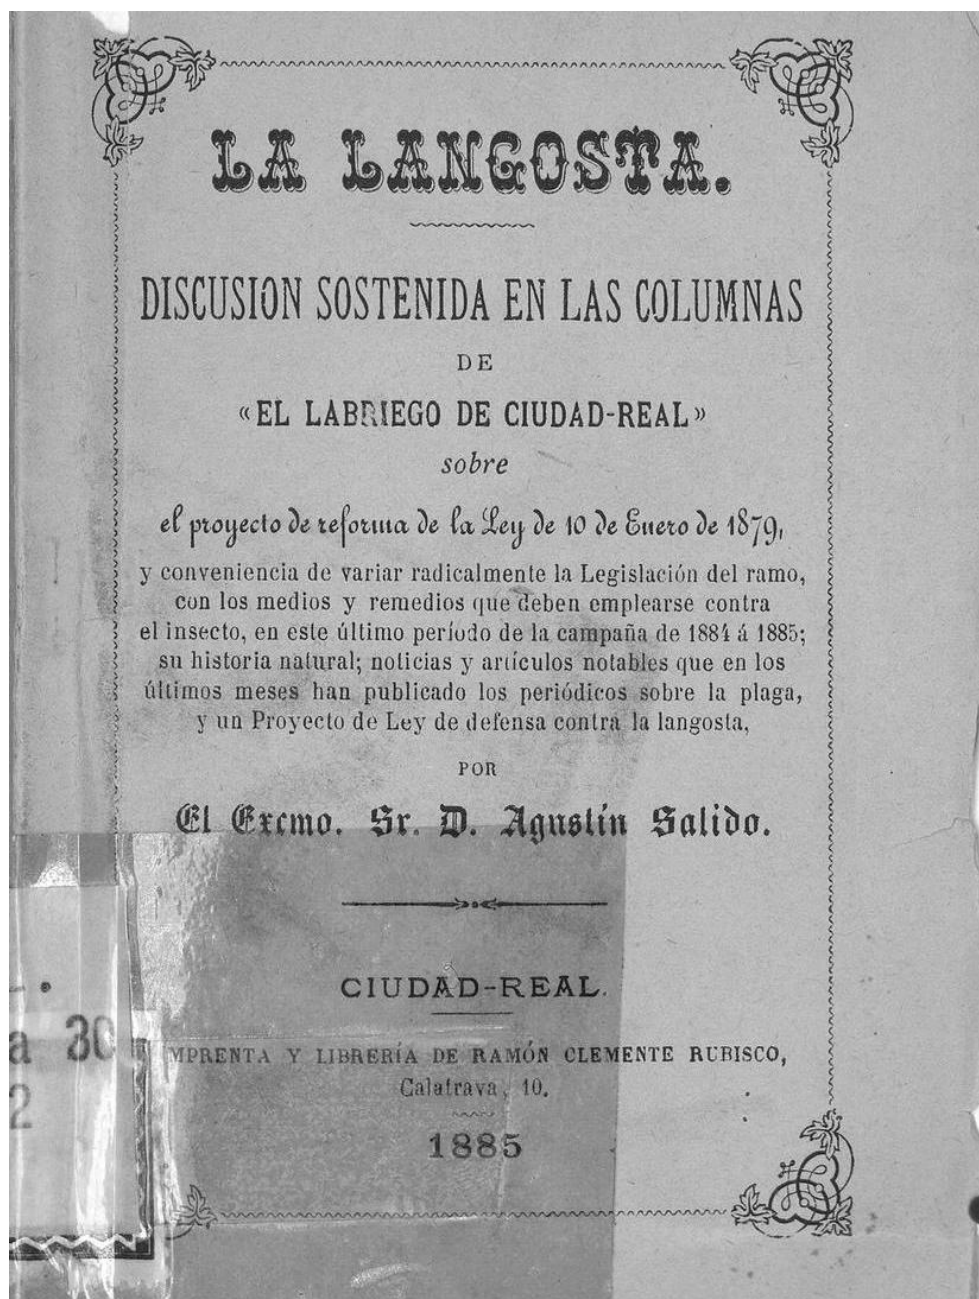 LA LANGOSTA.
DISCUSION SOSTENIDA EN LAS COLUMNAS
DE
«EL LABRIEGO DE CIUDAD-REAL»
sobre
el proyecto de reforma de la Ley de 10 de Enero de 1879,
y conveniencia de variar radicalmente la Legislación del ramo,
con los medios y remedios que deben emplearse contra
el insecto, en este último período de la campaña de 1884 á 1885;
su historia natural; noticias y artículos notables que en los
últimos meses han publicado los periódicos sobre la plaga,
y un Proyecto de Ley de defensa contra la langosta,
POR
El Excmo. Sr. D. Agustín Salido.
CIUDAD-REAL.
MPRENTA Y LIBRERÍA DE RAMÓN CLEMENTE RUBISCO,
Calatrava, 10.
1885
a 30
2